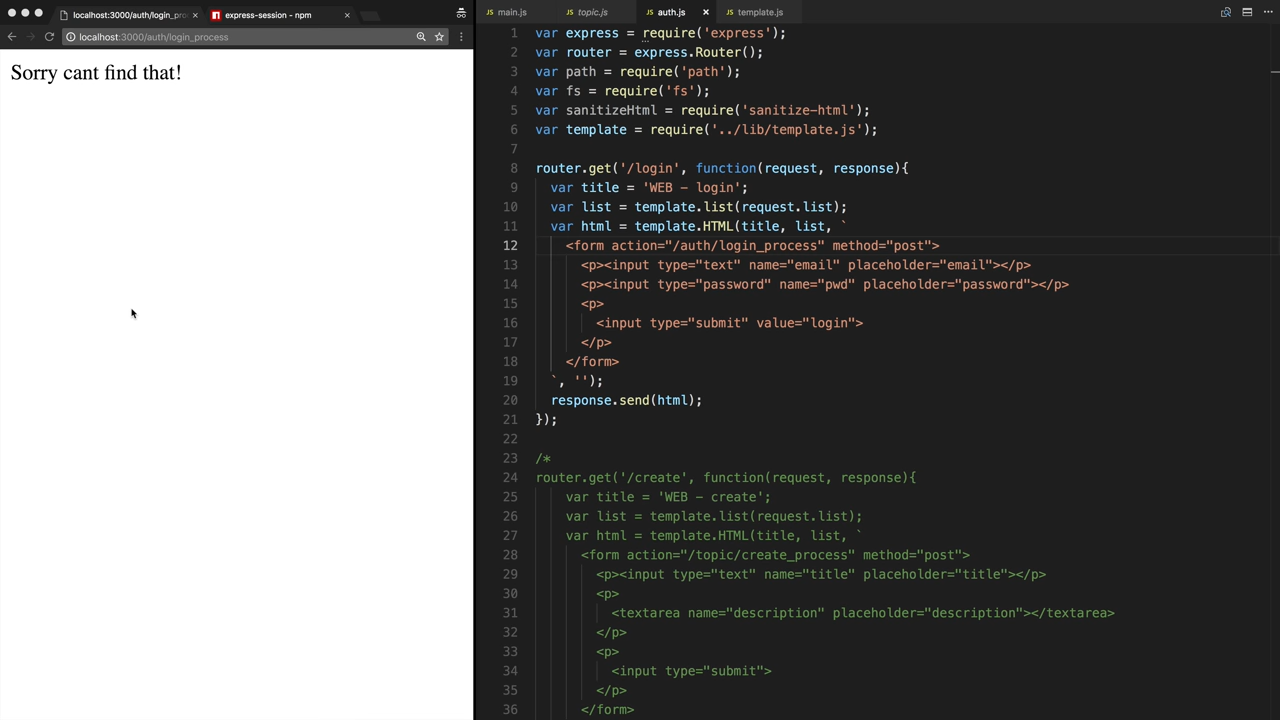 localhost:3000/auth/login_pro
express-session - npm
localhost:3000/auth/login_process
Sorry cant find that!
main.js
topic.js
auth.js
template.js
1 var express = require('express');
2 var router = express.Router();
3 var path = require('path');
4 var fs = require('fs');
5 var sanitizeHtml = require('sanitize-html');
6 var template = require('../lib/template.js');
7
8 router.get('/login', function(request, response){
9 var title = 'WEB - login';
10 var list = template.list(request.list);
11 var html = template.HTML(title, list, `
12 <form action="/auth/login_process" method="post">
13 <p><input type="text" name="email" placeholder="email"></p>
14 <p><input type="password" name="pwd" placeholder="password"></p>
15 <p>
16 <input type="submit" value="login">
17 </p>
18 </form>
19 `, '');
20 response.send(html);
21 });
22
23 /*
24 router.get('/create', function(request, response){
25 var title = 'WEB - create';
26 var list = template.list(request.list);
27 var html = template.HTML(title, list, `
28 <form action="/topic/create_process" method="post">
29 <p><input type="text" name="title" placeholder="title"></p>
30 <p>
31 <textarea name="description" placeholder="description"></textarea>
32 </p>
33 <p>
34 <input type="submit">
35 </p>
36 </form>